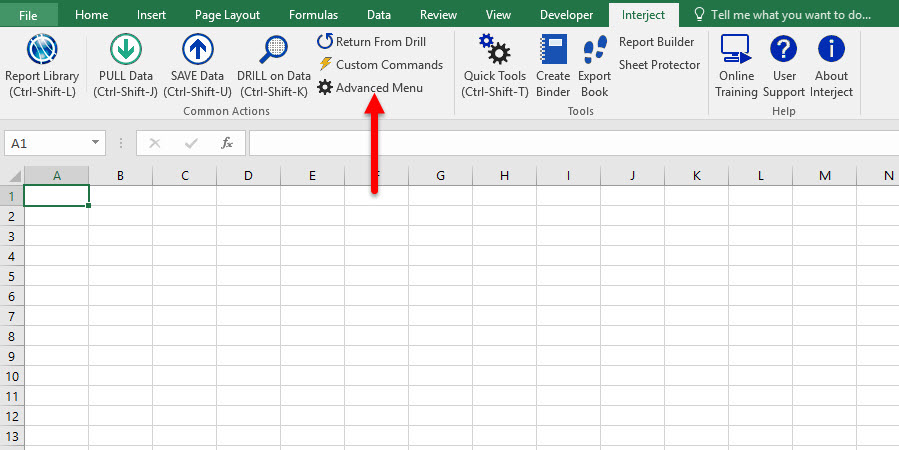 File Home Insert Page Layout Formulas Data Review View Developer Interject Tell me what you want to do...
Report Library
(Ctrl-Shift-L)
PULL Data
(Ctrl-Shift-J)
SAVE Data
(Ctrl-Shift-U)
DRILL on Data
(Ctrl-Shift-K)
Return From Drill
Custom Commands
Advanced Menu
Common Actions
Quick Tools
(Ctrl-Shift-T)
Create
Binder
Export
Book
Report Builder
Sheet Protector
Tools
Online
Training
User
Support
About
Interject
Help
A1
fx
A B C D E F G H I J K L M N
1
2
3
4
5
6
7
8
9
10
11
12
13